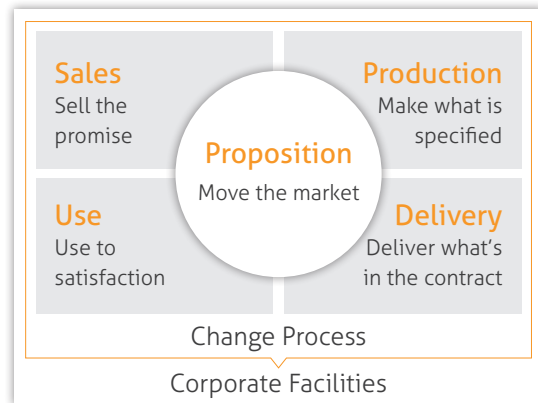 Sales
Sell the
promise
Production
Make what is
specified
Proposition
Move the market
Use
Use to
satisfaction
Delivery
Deliver what's
in the contract
Change Process
Corporate Facilities